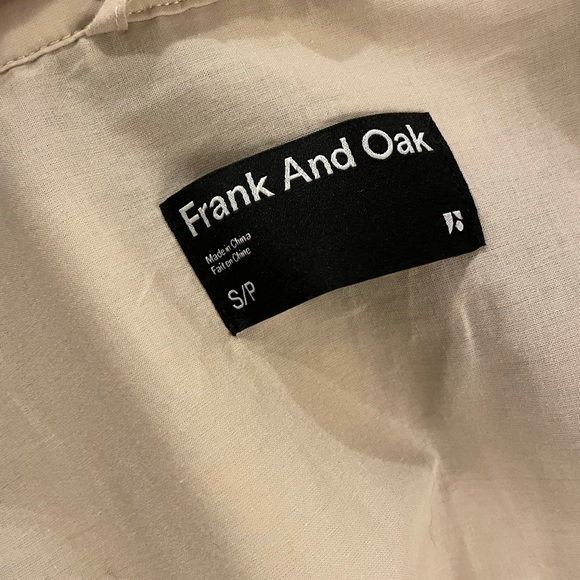 Frank And Oak
Made in China
Fait en Chine
S/P